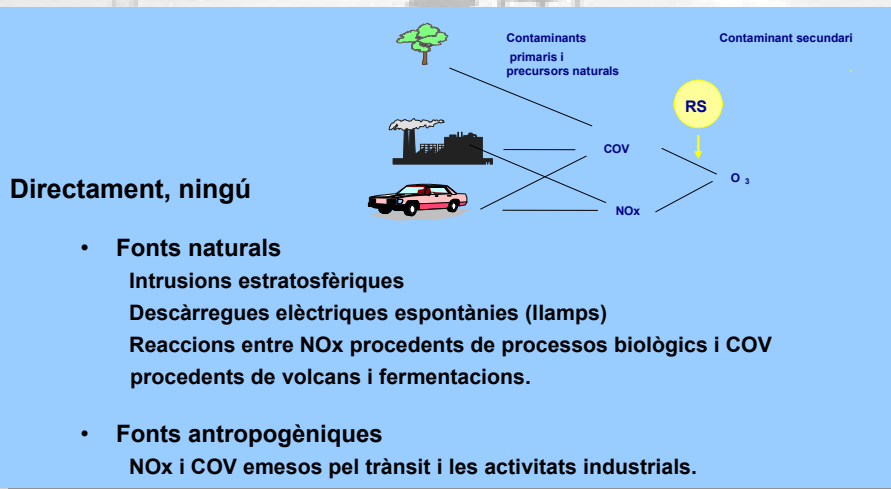 Contaminants
primaris i
precursors naturals
Contaminant secundari
RS
COV
O 3
NOx
Directament, ningú
• Fonts naturals
Intrusions estratosfèriques
Descàrregues elèctriques espontànies (llamps)
Reaccions entre NOx procedents de processos biològics i COV
procedents de volcans i fermentacions.
• Fonts antropogèniques
NOx i COV emesos pel trànsit i les activitats industrials.